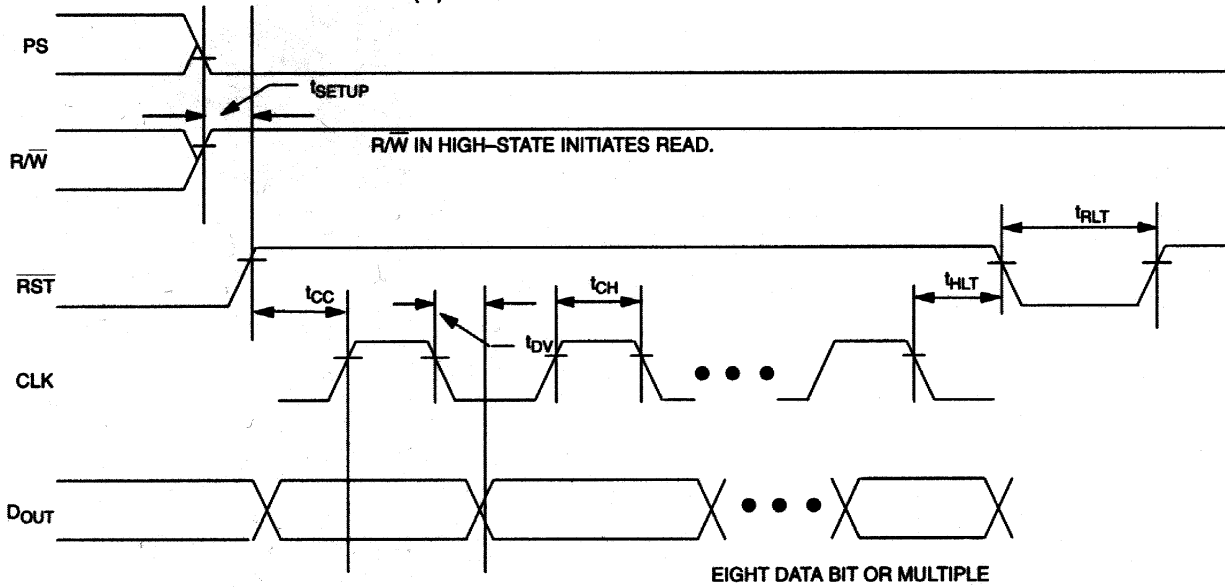 PS
tSETUP
R/W̅
R/W̅ IN HIGH–STATE INITIATES READ.
tRLT
R̅S̅T̅
tCC
tCH
tHLT
tDV
CLK
DOUT
EIGHT DATA BIT OR MULTIPLE